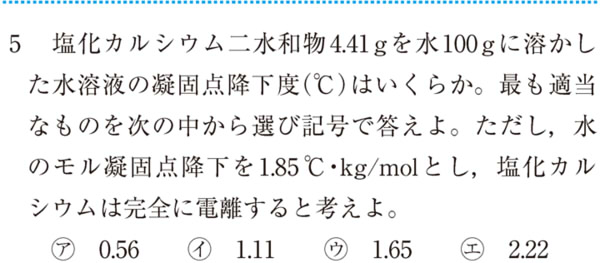 5 塩化カルシウム二水和物4.41gを水100gに溶かし
た水溶液の凝固点降下度(℃)はいくらか。最も適当
なものを次の中から選び記号で答えよ。ただし，水
のモル凝固点降下を1.85℃・kg/molとし，塩化カル
シウムは完全に電離すると考えよ。
㋐ 0.56 ㋑ 1.11 ㋒ 1.65 ㋓ 2.22